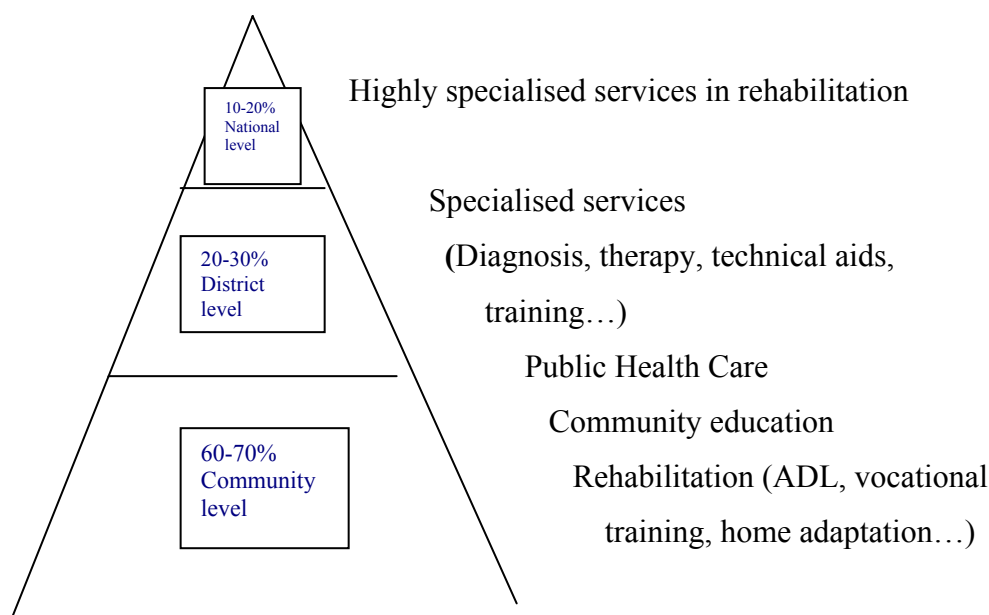 Highly specialised services in rehabilitation
10-20%
National
level
Specialised services
(Diagnosis, therapy, technical aids,
training…)
20-30%
District
level
Public Health Care
Community education
Rehabilitation (ADL, vocational
training, home adaptation…)
60-70%
Community
level